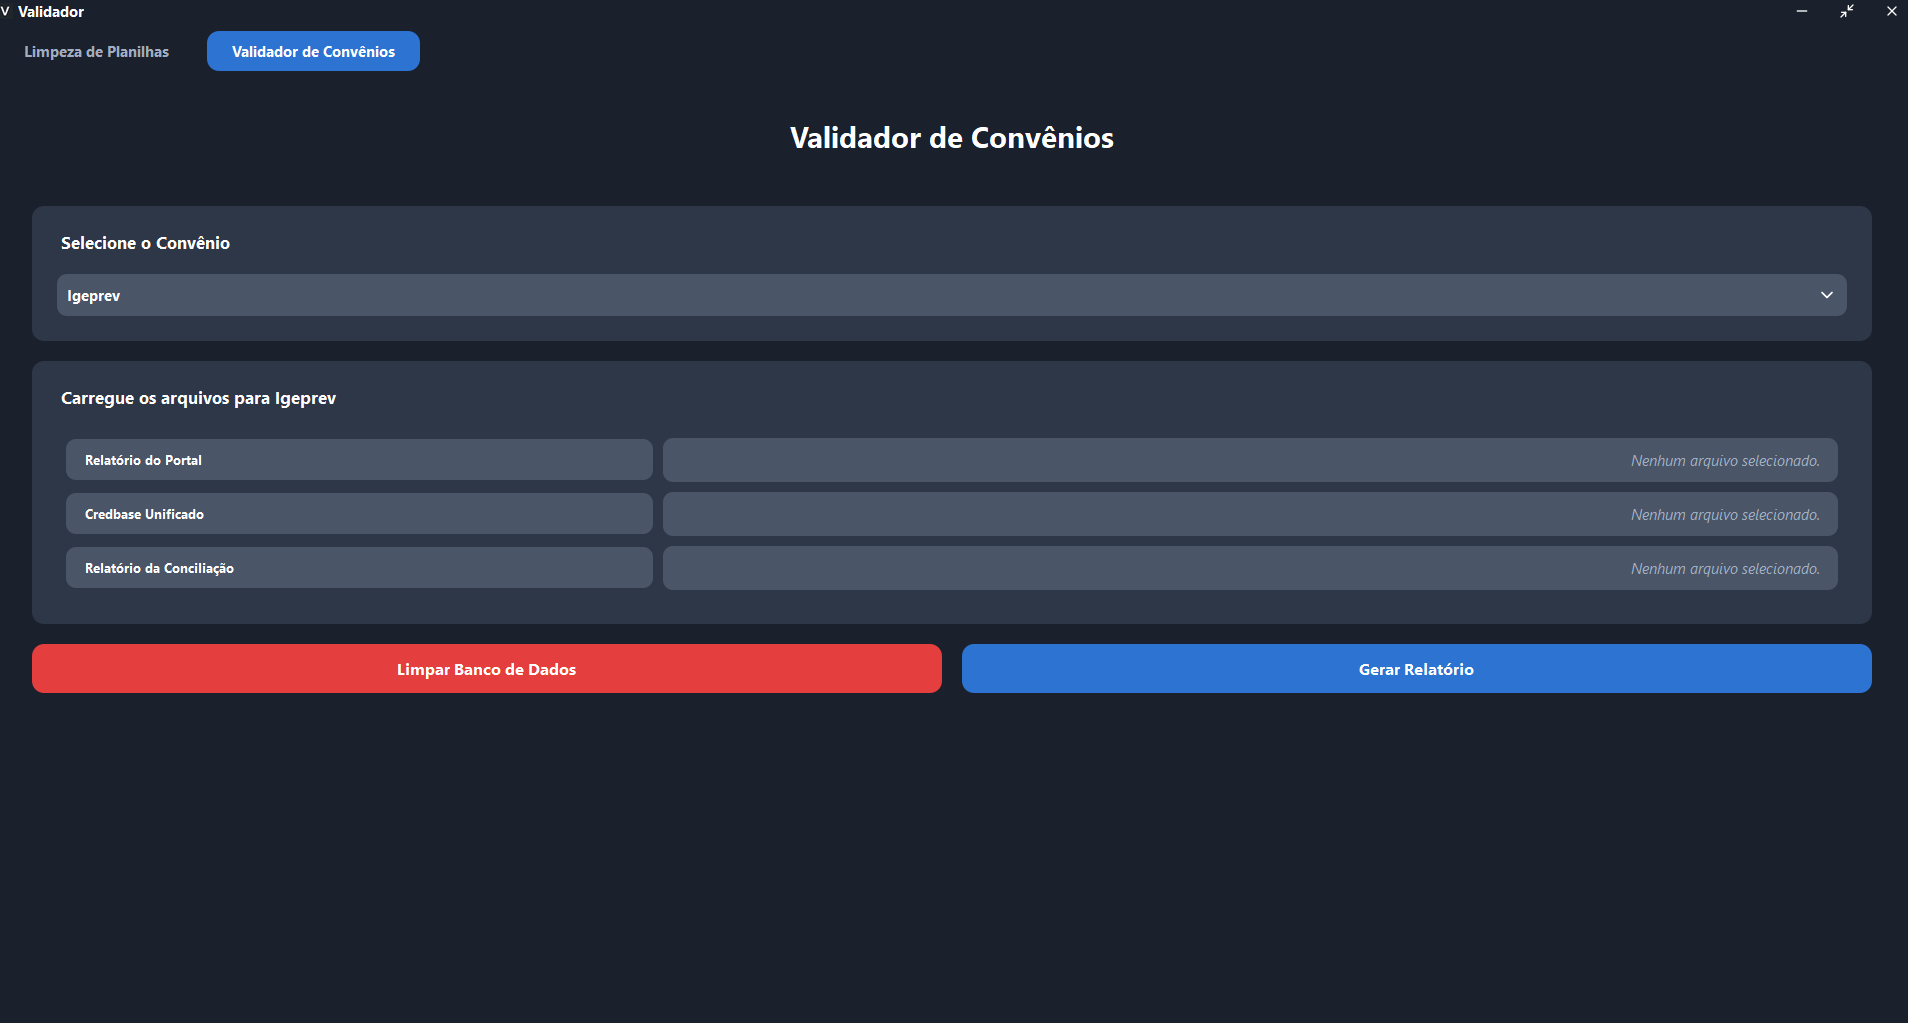 V Validador
Limpeza de Planilhas Validador de Convênios
Validador de Convênios
Selecione o Convênio
Igeprev
Carregue os arquivos para Igeprev
Relatório do Portal Nenhum arquivo selecionado.
Credbase Unificado Nenhum arquivo selecionado.
Relatório da Conciliação Nenhum arquivo selecionado.
Limpar Banco de Dados Gerar Relatório